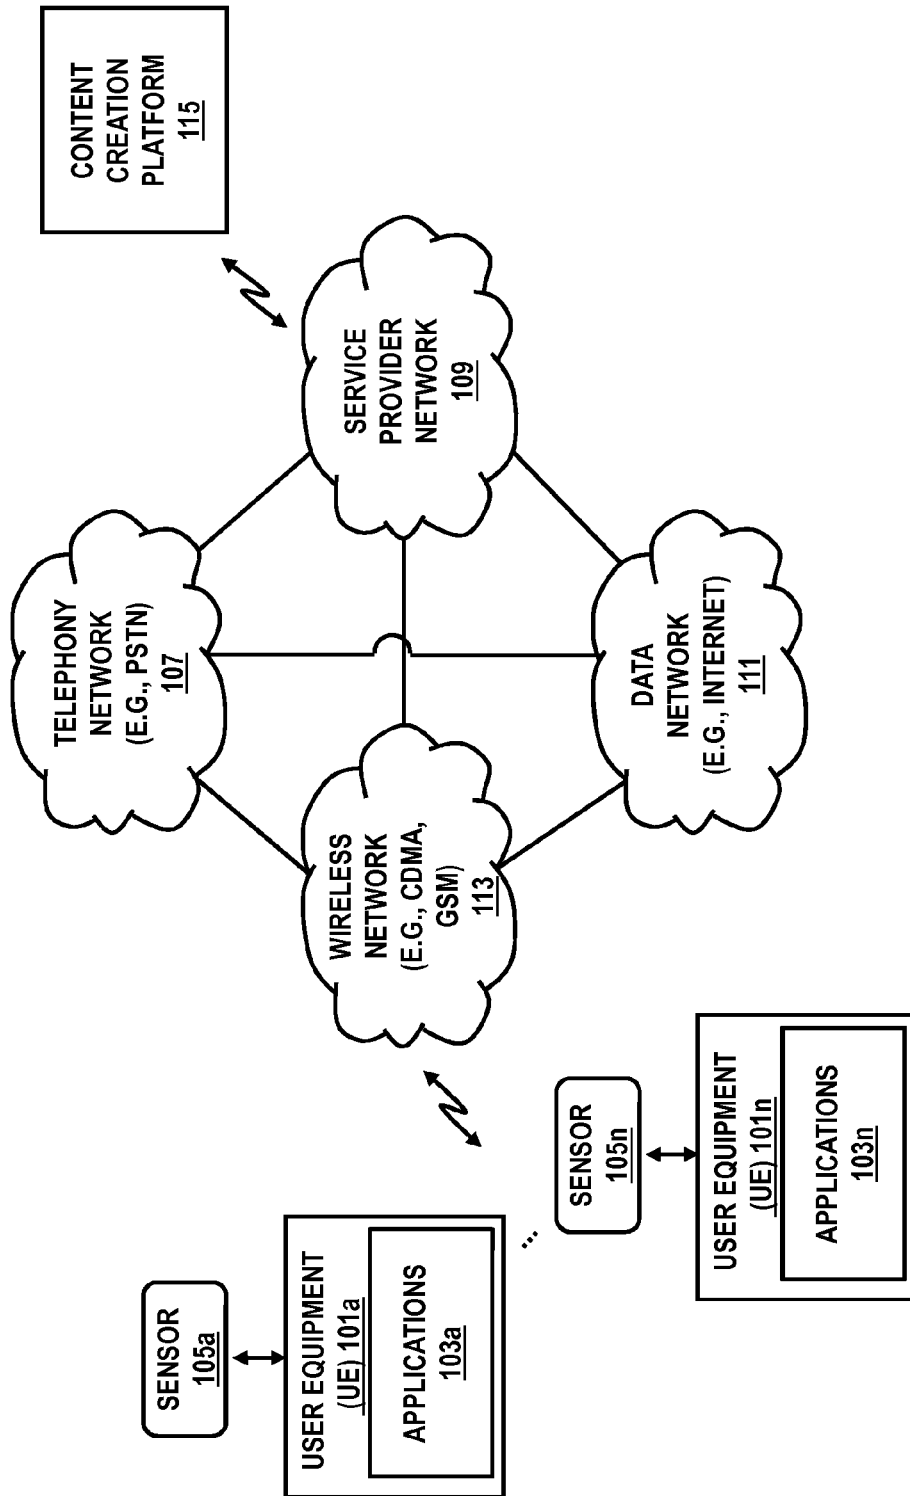 CONTENT
CREATION
PLATFORM
115
TELEPHONY
NETWORK
(E.G., PSTN)
107
SERVICE
PROVIDER
NETWORK
109
WIRELESS
NETWORK
(E.G., CDMA,
GSM)
113
DATA
NETWORK
(E.G., INTERNET)
111
SENSOR
105a
USER EQUIPMENT
(UE) 101a
APPLICATIONS
103a
...
SENSOR
105n
USER EQUIPMENT
(UE) 101n
APPLICATIONS
103n